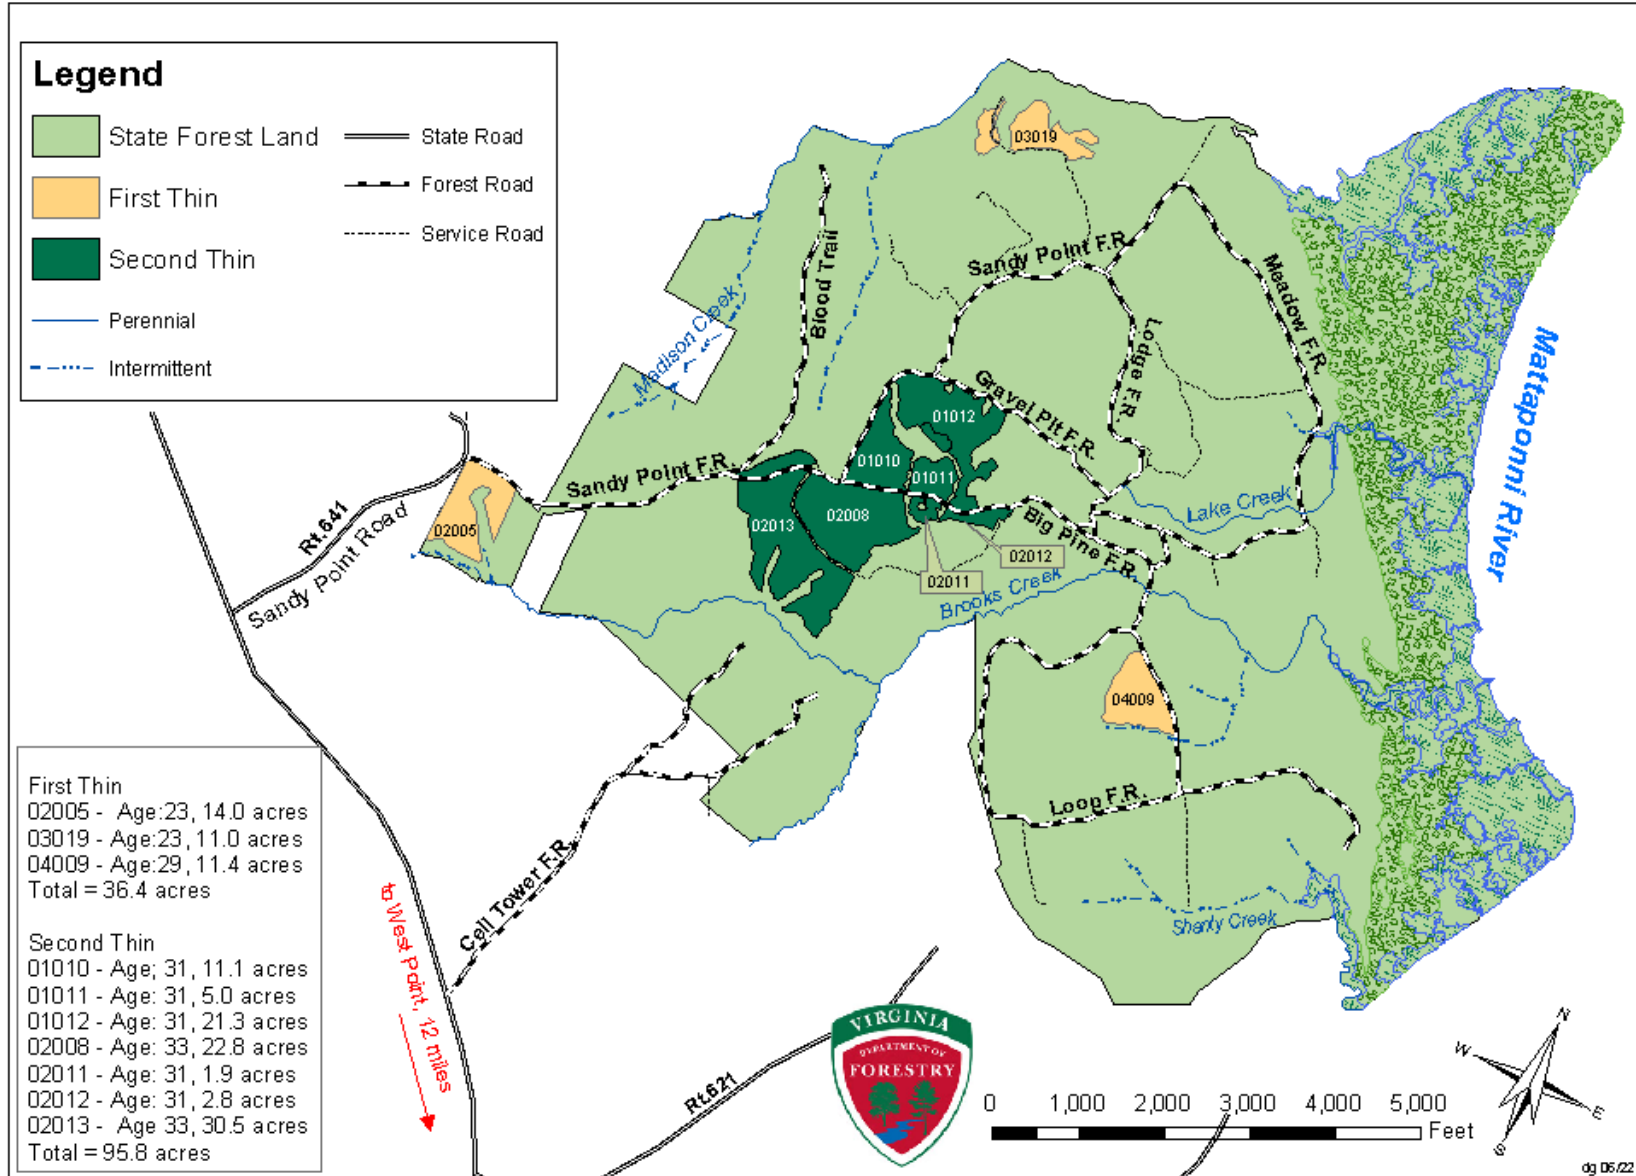 Legend
State Forest Land
First Thin
Second Thin
Perennial
Intermittent
State Road
Forest Road
Service Road
03019
Sandy Point F.R.
Meadow F.R.
Blood Trail
Madison Creek
Lodge F.R.
Gravel Pit F.R.
Mattaponni River
01012
01010
01011
Sandy Point F.R.
Rt.641
Sandy Point Road
02005
02013
02008
Lake Creek
Big Pine F.R.
02012
02011
Brooks Creek
04009
Loop F.R.
Shanty Creek
Cell Tower F.R.
to West Point, 12 miles
Rt.621
First Thin
02005 - Age:23, 14.0 acres
03019 - Age:23, 11.0 acres
04009 - Age:29, 11.4 acres
Total = 36.4 acres
Second Thin
01010 - Age; 31, 11.1 acres
01011 - Age: 31, 5.0 acres
01012 - Age: 31, 21.3 acres
02008 - Age: 33, 22.8 acres
02011 - Age: 31, 1.9 acres
02012 - Age: 31, 2.8 acres
02013 - Age 33, 30.5 acres
Total = 95.8 acres
VIRGINIA
DEPARTMENT OF
FORESTRY
0 1,000 2,000 3,000 4,000 5,000
Feet
N
W
E
S
dg 06/22